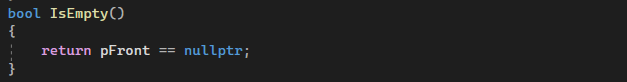 bool IsEmpty()
{
    return pFront == nullptr;
}